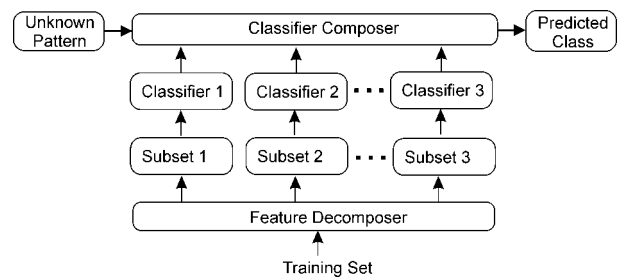 Unknown
Pattern
Classifier Composer
Predicted
Class
Classifier 1
Classifier 2
Classifier 3
Subset 1
Subset 2
Subset 3
Feature Decomposer
Training Set